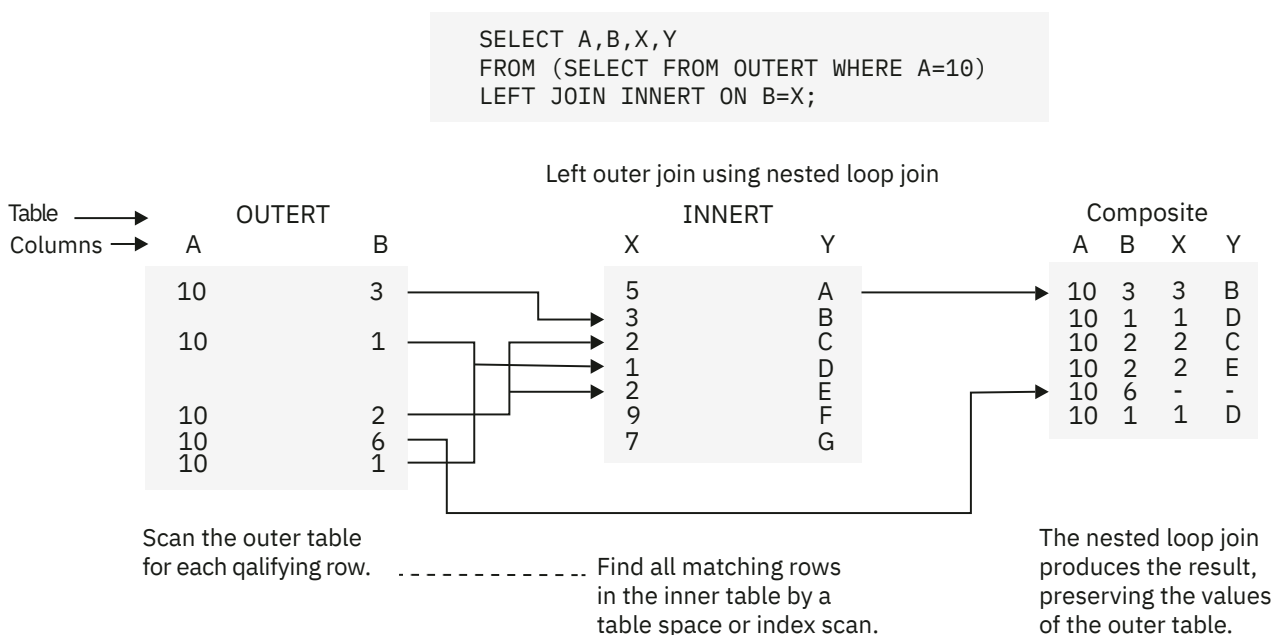 SELECT A,B,X,Y
FROM (SELECT FROM OUTERT WHERE A=10)
LEFT JOIN INNERT ON B=X;
Left outer join using nested loop join
Table OUTERT INNERT Composite
Columns A B X Y A B X Y
10 3 5 A 10 3 3 B
3 B 10 1 1 D
10 1 2 C 10 2 2 C
1 D 10 2 2 E
2 E 10 6 - -
10 2 9 F 10 1 1 D
10 6 7 G
10 1
Scan the outer table
for each qalifying row.
Find all matching rows
in the inner table by a
table space or index scan.
The nested loop join
produces the result,
preserving the values
of the outer table.